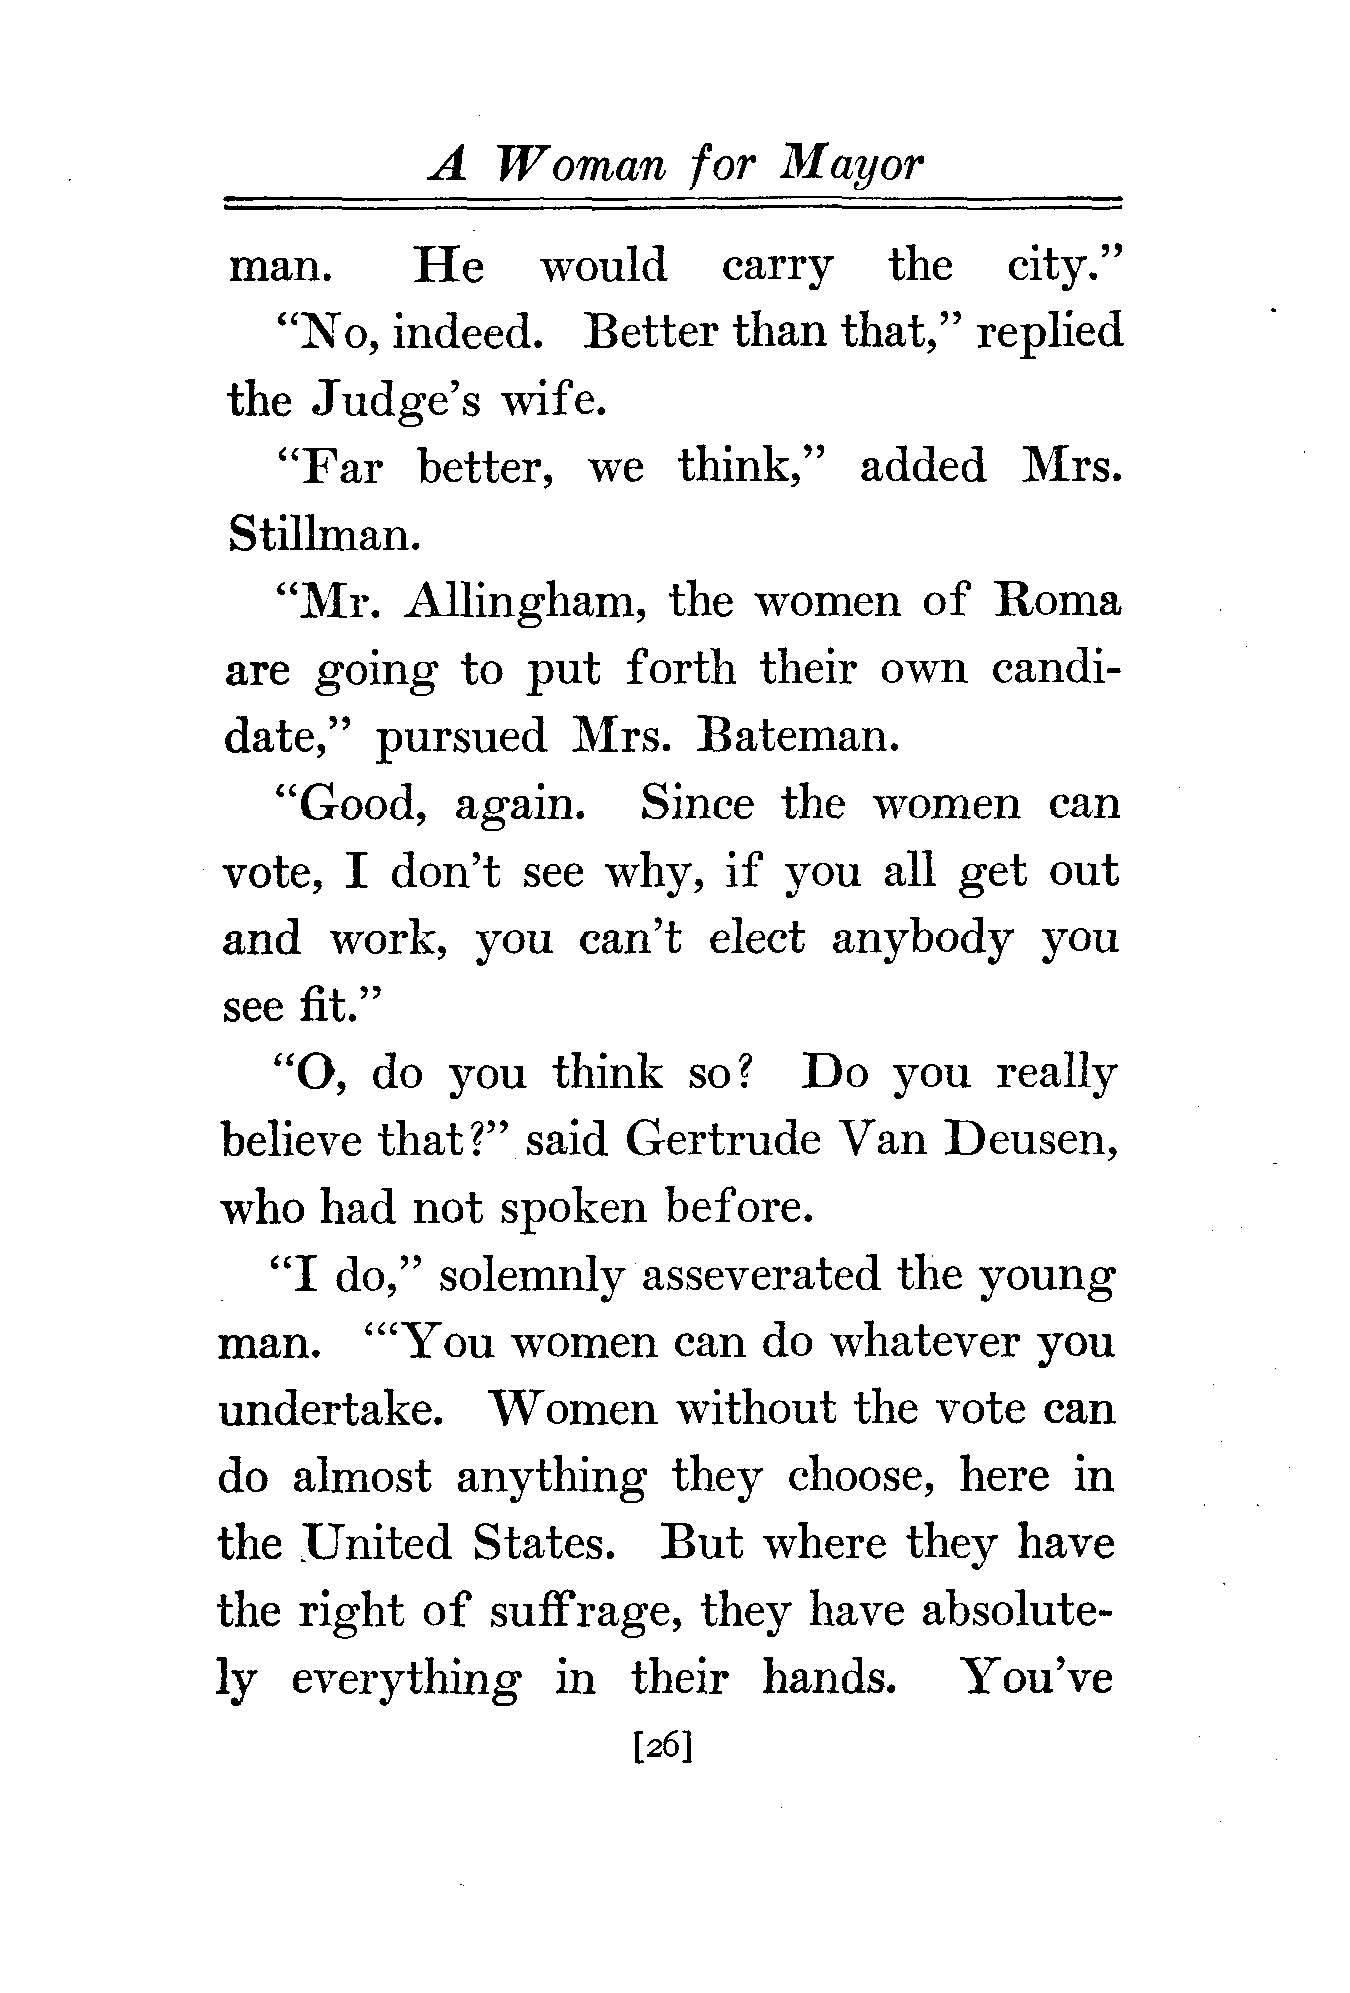 A Woman for Mayor
man. He would carry the city."
"No, indeed. Better than that," replied
the Judge's wife.
"Far better, we think," added Mrs.
Stillman.
"Mr. Allingham, the women of Roma
are going to put forth their own candi-
date," pursued Mrs. Bateman.
"Good, again. Since the women can
vote, I don't see why, if you all get out
and work, you can't elect anybody you
see fit."
"O, do you think so? Do you really
believe that?" said Gertrude Van Deusen,
who had not spoken before.
"I do," solemnly asseverated the young
man. "'You women can do whatever you
undertake. Women without the vote can
do almost anything they choose, here in
the United States. But where they have
the right of suffrage, they have absolute-
ly everything in their hands. You've
[26]